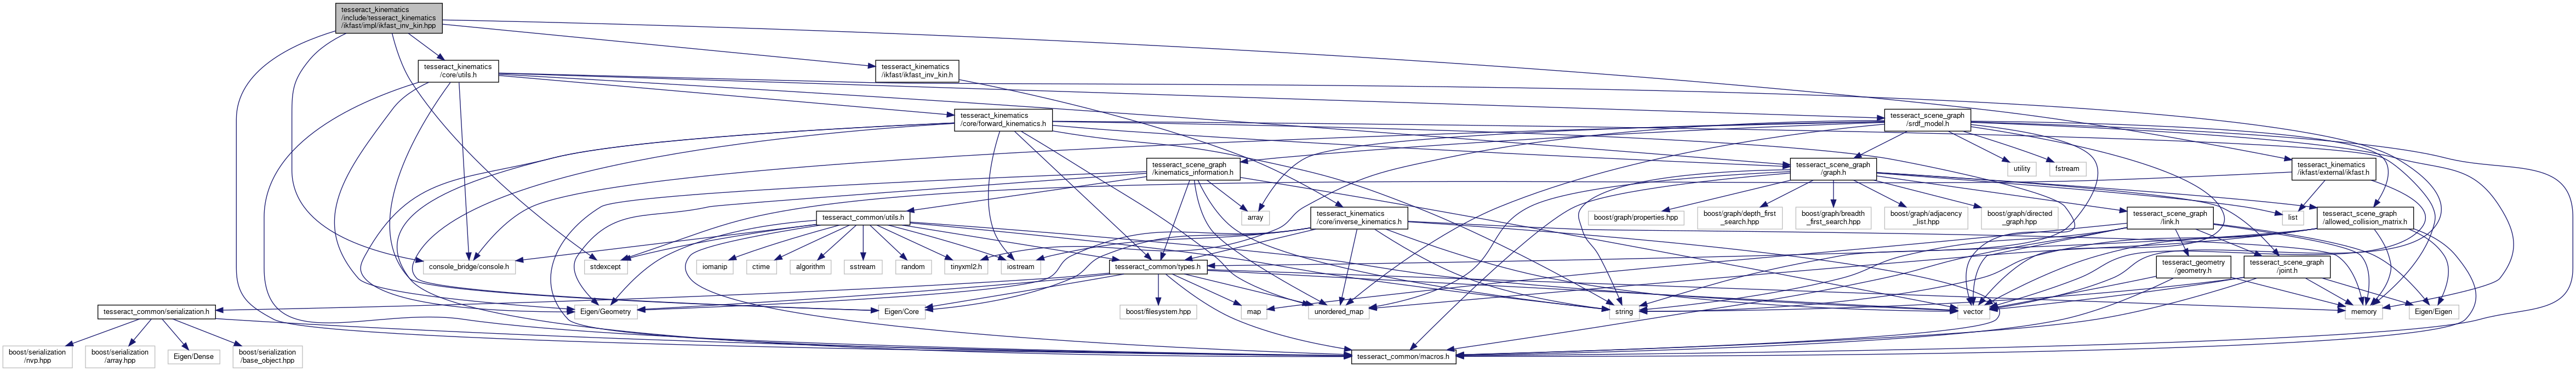 tesseract_kinematics
/include/tesseract_kinematics
/ikfast/impl/ikfast_inv_kin.hpp
tesseract_kinematics
/core/utils.h
tesseract_kinematics
/ikfast/ikfast_inv_kin.h
tesseract_kinematics
/core/forward_kinematics.h
tesseract_scene_graph
/srdf_model.h
tesseract_scene_graph
/kinematics_information.h
tesseract_scene_graph
/graph.h
utility
fstream
tesseract_kinematics
/ikfast/external/ikfast.h
tesseract_common/utils.h
array
tesseract_kinematics
/core/inverse_kinematics.h
boost/graph/properties.hpp
boost/graph/depth_first
_search.hpp
boost/graph/breadth
_first_search.hpp
boost/graph/adjacency
_list.hpp
boost/graph/directed
_graph.hpp
tesseract_scene_graph
/link.h
list
tesseract_scene_graph
/allowed_collision_matrix.h
console_bridge/console.h
stdexcept
iomanip
ctime
algorithm
sstream
random
tinyxml2.h
iostream
tesseract_common/types.h
tesseract_geometry
/geometry.h
tesseract_scene_graph
/joint.h
tesseract_common/serialization.h
Eigen/Geometry
Eigen/Core
boost/filesystem.hpp
map
unordered_map
string
vector
memory
Eigen/Eigen
boost/serialization
/nvp.hpp
boost/serialization
/array.hpp
Eigen/Dense
boost/serialization
/base_object.hpp
tesseract_common/macros.h